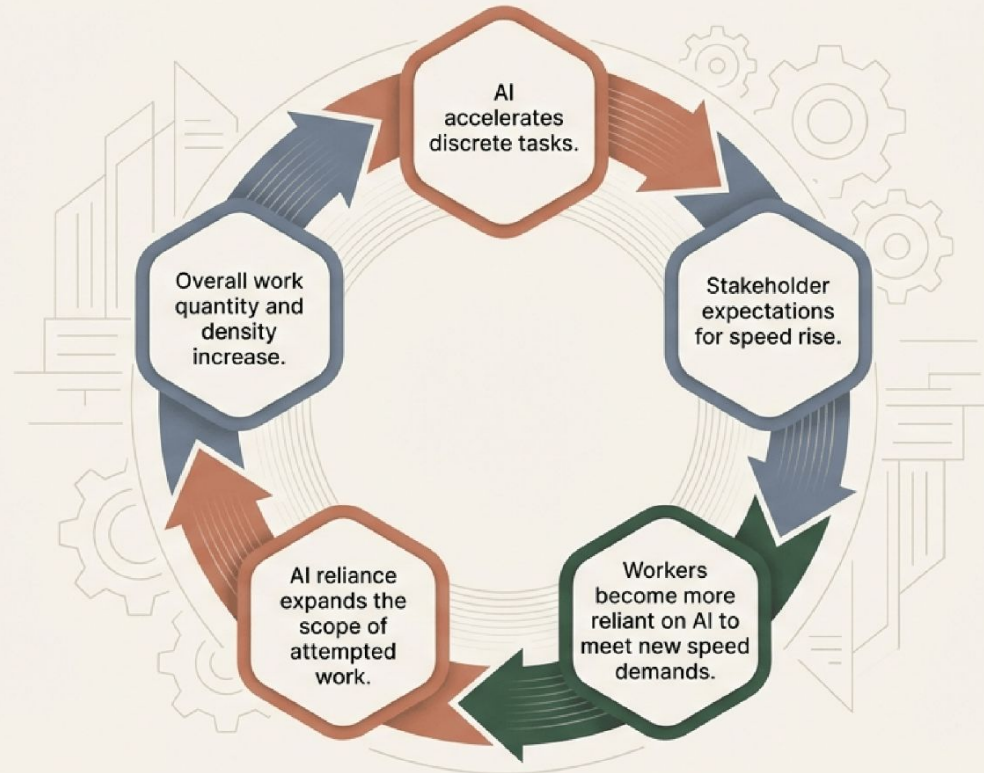 AI
accelerates
discrete tasks.
Stakeholder
expectations
for speed rise.
Workers
become more
reliant on AI to
meet new speed
demands.
AI reliance
expands the
scope of
attempted
work.
Overall work
quantity and
density
increase.